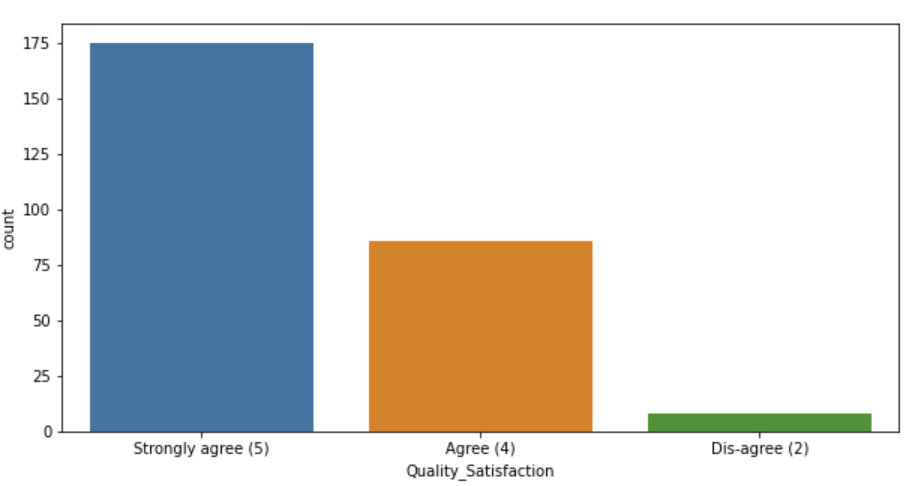 175
150
125
100
75
50
25
0
count
Strongly agree (5)
Agree (4)
Dis-agree (2)
Quality_Satisfaction